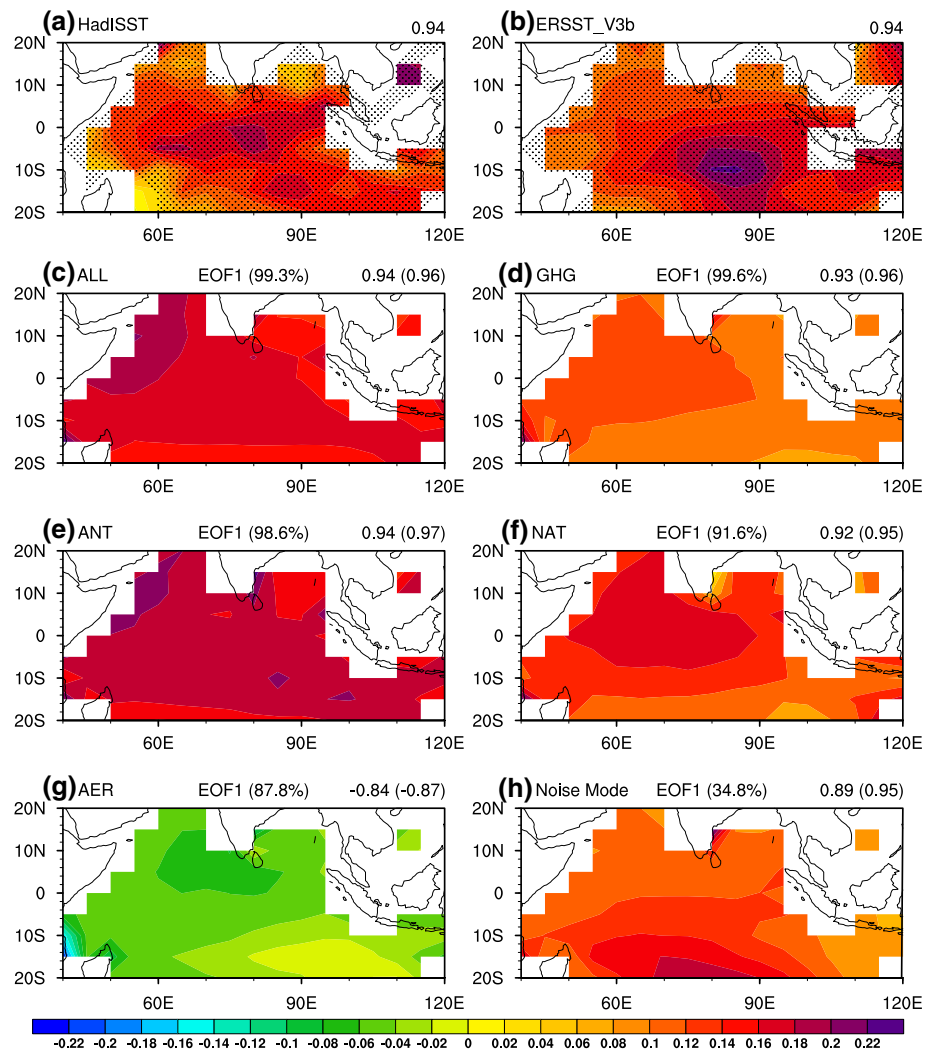 (a) HadISST 0.94 (b) ERSST_V3b 0.94
20N 20N
10N 10N
0 0
10S 10S
20S 20S
60E 90E 120E 60E 90E 120E
(c) ALL EOF1 (99.3%) 0.94 (0.96) (d) GHG EOF1 (99.6%) 0.93 (0.96)
20N 20N
10N 10N
0 0
10S 10S
20S 20S
60E 90E 120E 60E 90E 120E
(e) ANT EOF1 (98.6%) 0.94 (0.97) (f) NAT EOF1 (91.6%) 0.92 (0.95)
20N 20N
10N 10N
0 0
10S 10S
20S 20S
60E 90E 120E 60E 90E 120E
(g) AER EOF1 (87.8%) -0.84 (-0.87) (h) Noise Mode EOF1 (34.8%) 0.89 (0.95)
20N 20N
10N 10N
0 0
10S 10S
20S 20S
60E 90E 120E 60E 90E 120E
-0.22 -0.2 -0.18 -0.16 -0.14 -0.12 -0.1 -0.08 -0.06 -0.04 -0.02 0 0.02 0.04 0.06 0.08 0.10 0.12 0.14 0.16 0.18 0.2 0.22